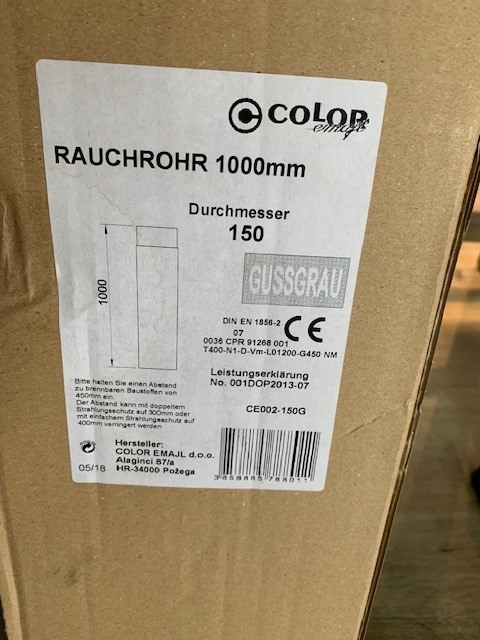 COLOR
emajl
RAUCHROHR 1000mm
Durchmesser
150
1000
GUSSGRAU
DIN EN 1856-2
07
CE
0036 CPR 91268 001
T400-N1-D-Vm-L01200-G450 NM
Leistungserklärung
No. 001DOP2013-07
Bitte halten Sie einen Abstand
zu brennbaren Baustoffen von
450mm ein.
Der Abstand kann mit doppeltem
Strahlungsschutz auf 300mm oder
mit einfachem Strahlungsschutz auf
400mm verringert werden.
CE002-150G
Hersteller:
COLOR EMAJL d.o.o.
Alaginci 87/a
HR-34000 Požega
05/18
3858885788011